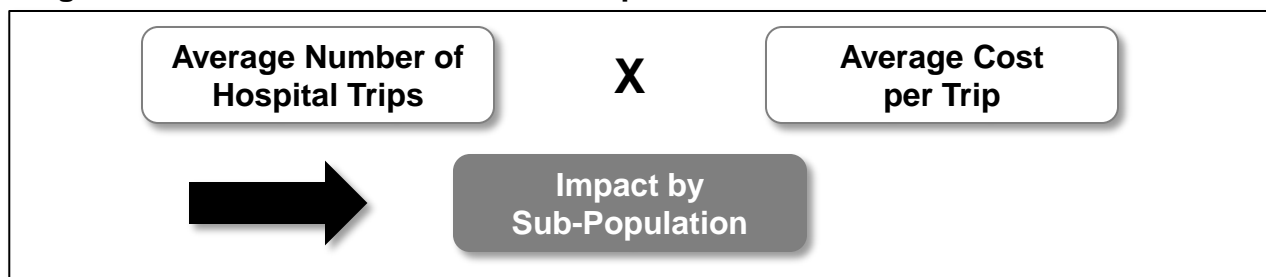 Average Number of
Hospital Trips
X
Average Cost
per Trip
Impact by
Sub-Population